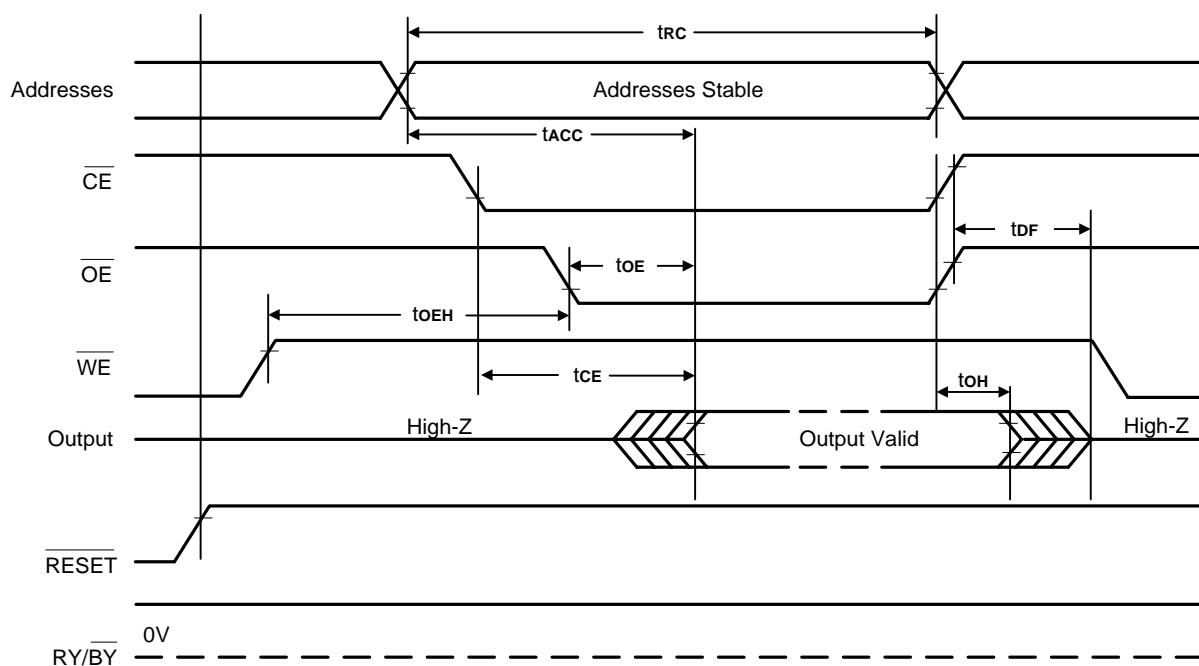 tRC
Addresses
Addresses Stable
tACC
CE
tDF
OE
tOE
tOEH
WE
tCE
tOH
High-Z
Output
Output Valid
High-Z
RESET
0V
RY/BY